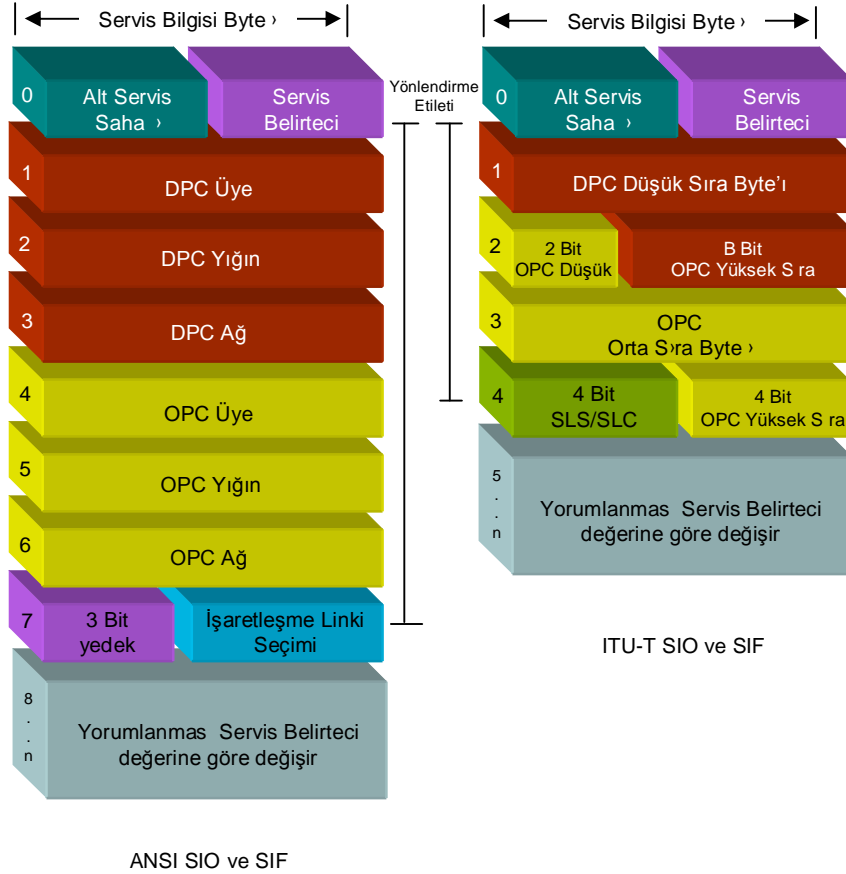 Servis Bilgisi Byte ›
0
Alt Servis
Saha ›
Servis
Belirteci
1
DPC Üye
2
DPC Yığın
3
DPC Ağ
4
OPC Üye
5
OPC Yığın
6
OPC Ağ
7
3 Bit
yedek
İşaretleşme Linki
Seçimi
8
.
.
n
Yorumlanmas Servis Belirteci
değerine göre değişir
ANSI SIO ve SIF
Yönlendirme
Etileti
Servis Bilgisi Byte ›
0
Alt Servis
Saha ›
Servis
Belirteci
1
DPC Düşük Sıra Byte’ı
2
2 Bit
OPC Düşük
B Bit
OPC Yüksek S ra
3
OPC
Orta S›ra Byte ›
4
4 Bit
SLS/SLC
4 Bit
OPC Yüksek S ra
5
.
.
n
Yorumlanmas Servis Belirteci
değerine göre değişir
ITU-T SIO ve SIF